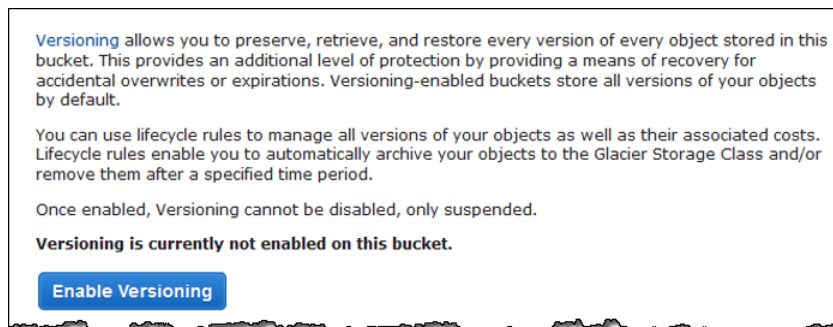 Versioning allows you to preserve, retrieve, and restore every version of every object stored in this
bucket. This provides an additional level of protection by providing a means of recovery for
accidental overwrites or expirations. Versioning-enabled buckets store all versions of your objects
by default.
You can use lifecycle rules to manage all versions of your objects as well as their associated costs.
Lifecycle rules enable you to automatically archive your objects to the Glacier Storage Class and/or
remove them after a specified time period.
Once enabled, Versioning cannot be disabled, only suspended.
Versioning is currently not enabled on this bucket.
Enable Versioning